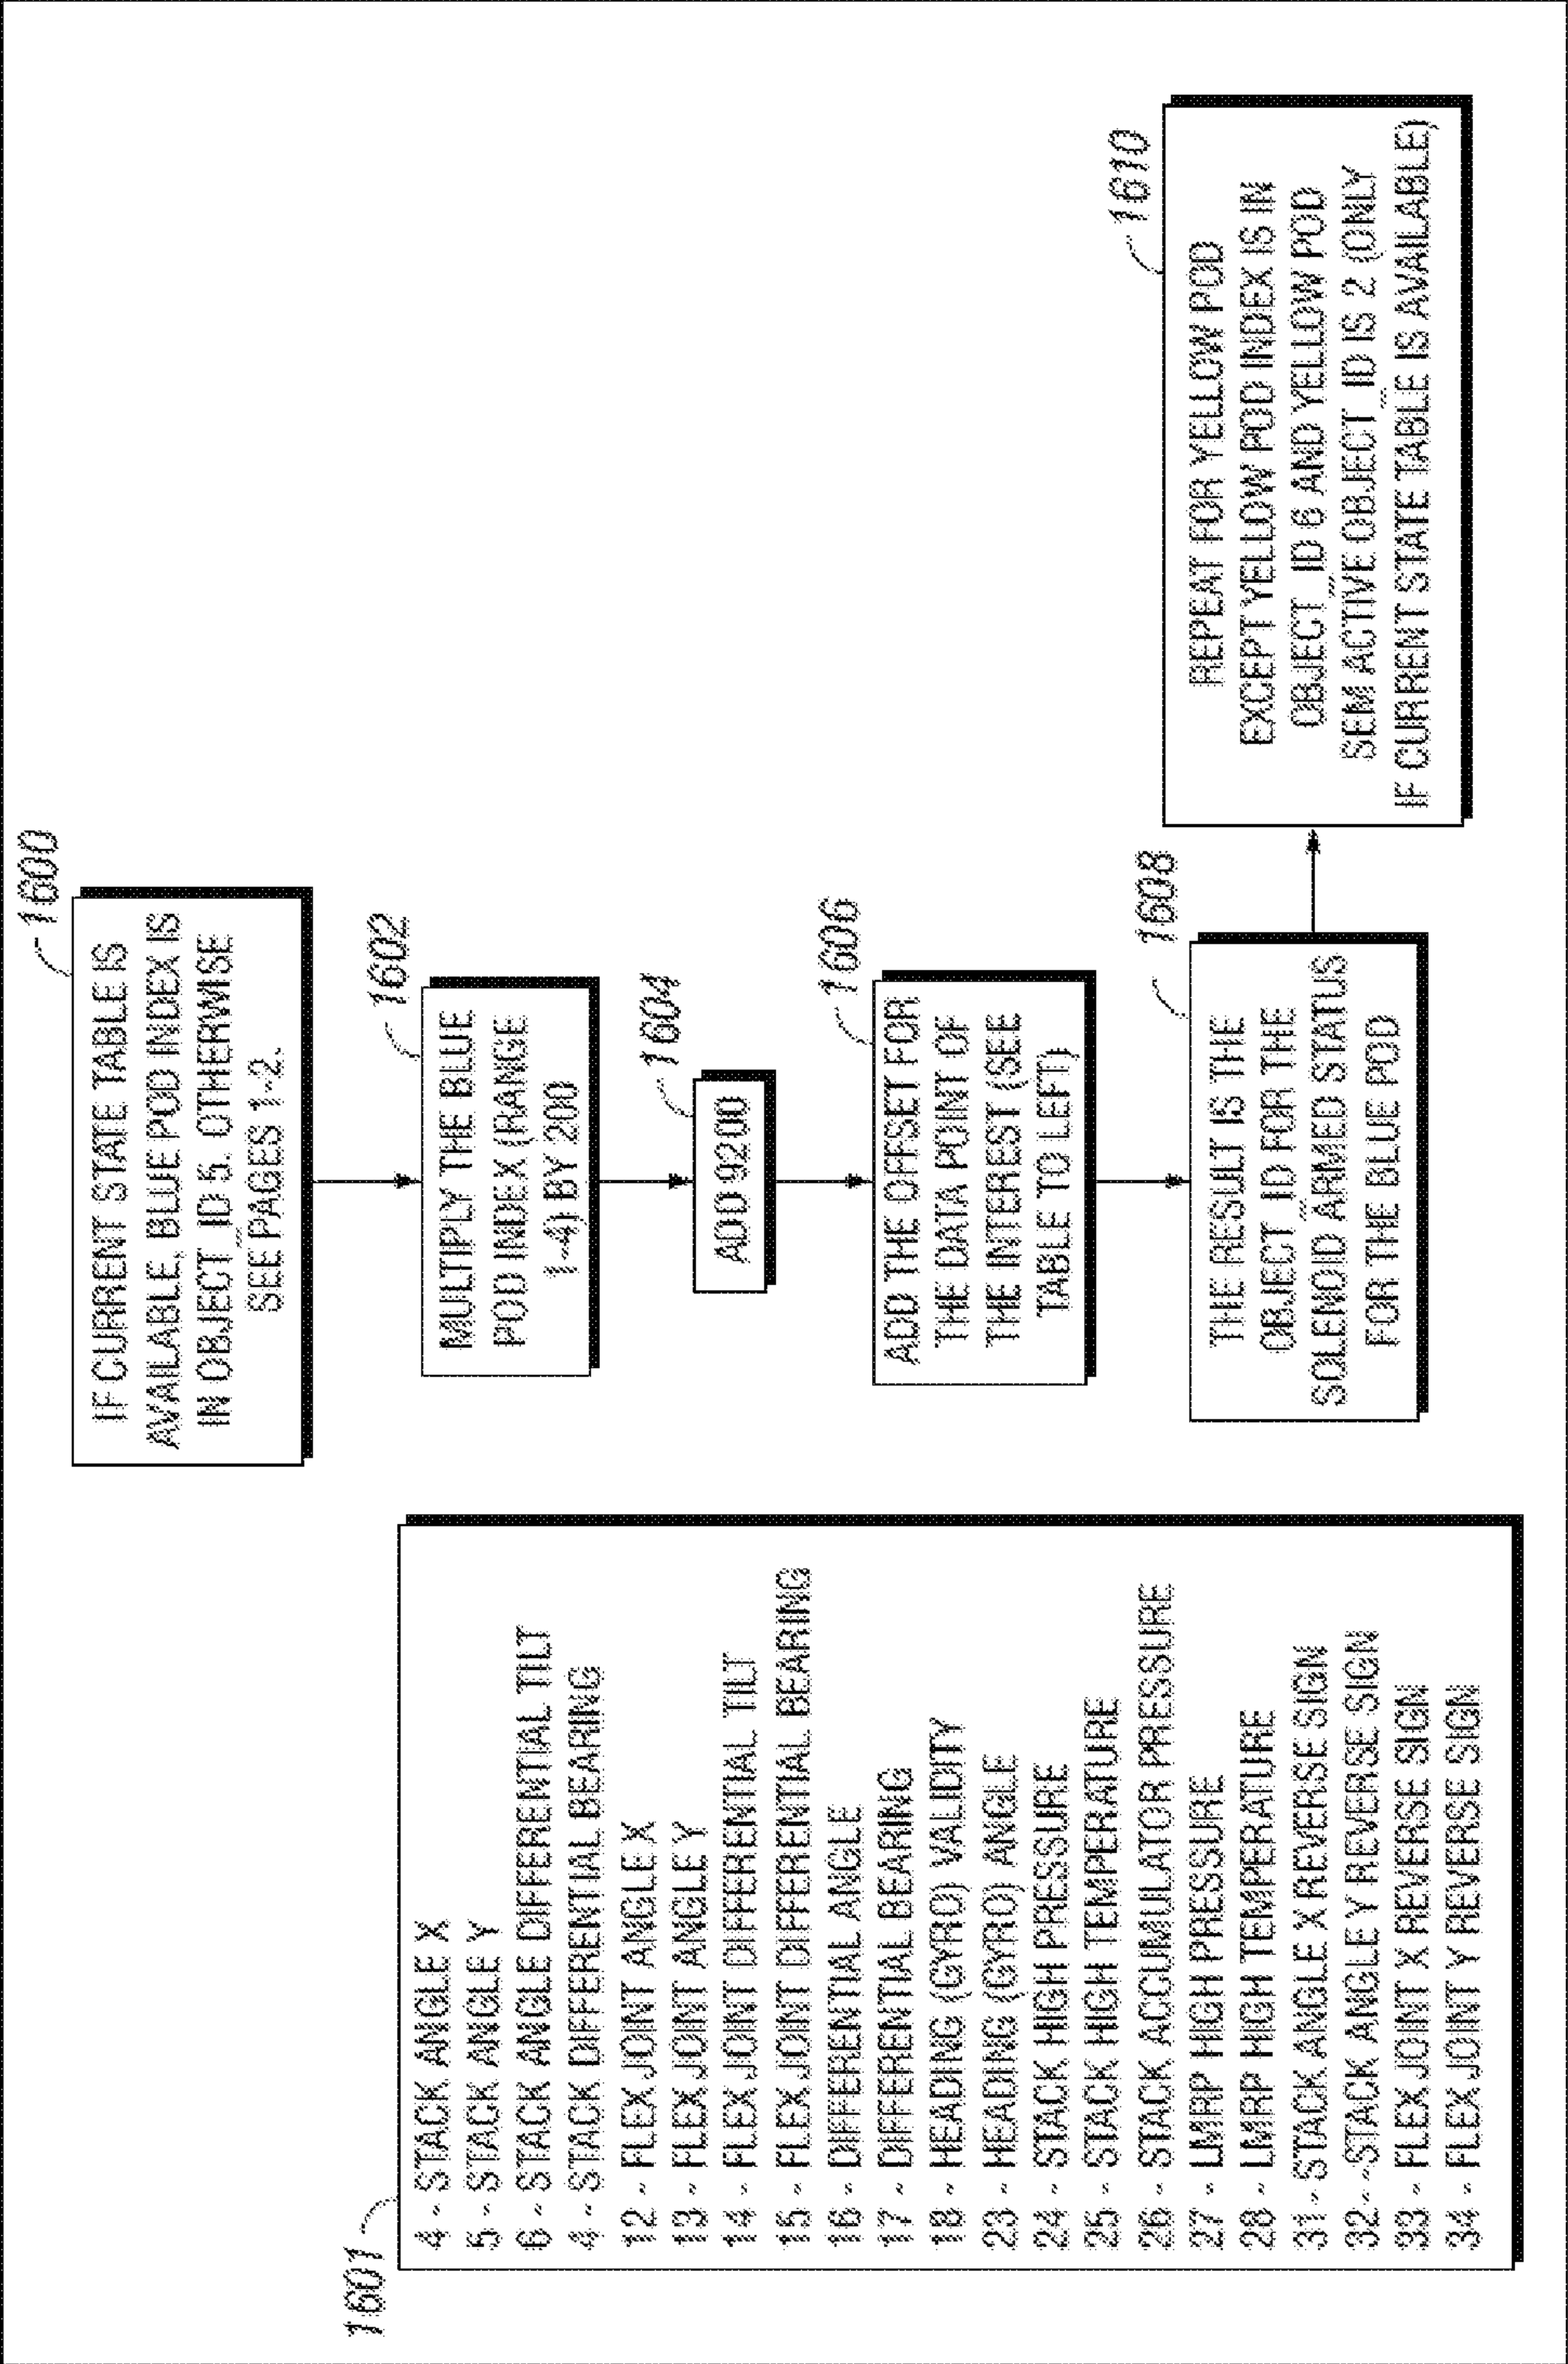 1600
IF CURRENT STATE TABLE IS
AVAILABLE, BLUE POD INDEX IS
IN OBJECT_ID 5. OTHERWISE
SEE PAGES 1-2.
1602
MULTIPLY THE BLUE
POD INDEX (RANGE
1-4) BY 200
1604
ADD 9200
1606
ADD THE OFFSET FOR
THE DATA POINT OF
THE INTEREST (SEE
TABLE TO LEFT)
1608
THE RESULT IS THE
OBJECT_ID FOR THE
SOLENOID ARMED STATUS
FOR THE BLUE POD
1610
REPEAT FOR YELLOW POD
EXCEPT YELLOW POD INDEX IS IN
OBJECT_ID 6 AND YELLOW POD
SEM ACTIVE OBJECT_ID IS 2 (ONLY
IF CURRENT STATE TABLE IS AVAILABLE)
1601
4 - STACK ANGLE X
5 - STACK ANGLE Y
6 - STACK ANGLE DIFFERENTIAL TILT
4 - STACK DIFFERENTIAL BEARING
12 - FLEX JOINT ANGLE X
13 - FLEX JOINT ANGLE Y
14 - FLEX JOINT DIFFERENTIAL TILT
15 - FLEX JOINT DIFFERENTIAL BEARING
16 - DIFFERENTIAL ANGLE
17 - DIFFERENTIAL BEARING
18 - HEADING (GYRO) VALIDITY
23 - HEADING (GYRO) ANGLE
24 - STACK HIGH PRESSURE
25 - STACK HIGH TEMPERATURE
26 - STACK ACCUMULATOR PRESSURE
27 - LMRP HIGH PRESSURE
28 - LMRP HIGH TEMPERATURE
31 - STACK ANGLE X REVERSE SIGN
32 - STACK ANGLE Y REVERSE SIGN
33 - FLEX JOINT X REVERSE SIGN
34 - FLEX JOINT Y REVERSE SIGN